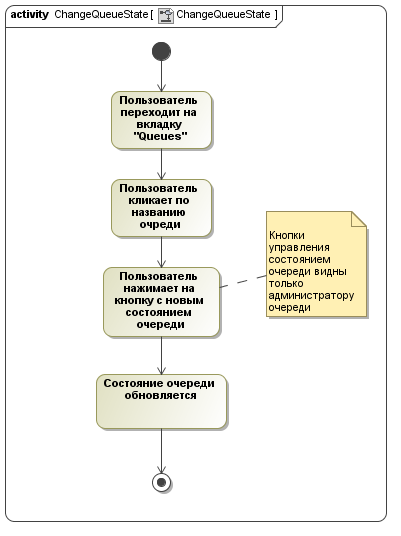 activity ChangeQueueState [ ChangeQueueState ]
Пользователь
переходит на
вкладку
"Queues"
Пользователь
кликает по
названию
очреди
Пользователь
нажимает на
кнопку с новым
состоянием
очереди
Кнопки
управления
состоянием
очереди видны
только
администратору
очереди
Состояние очереди
обновляется